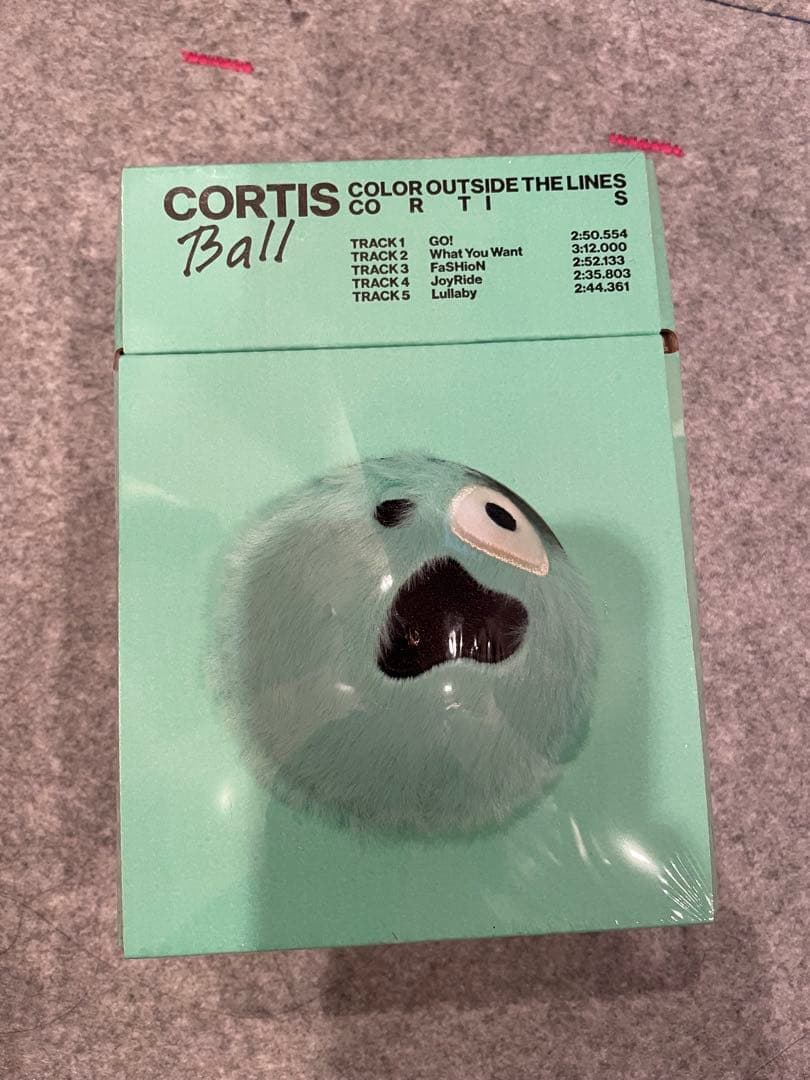 CORTIS
Ball
COLOR OUTSIDE THE LINES
CO R T I S
TRACK 1 GO! 2:50.554
TRACK 2 What You Want 3:12.000
TRACK 3 FaSHioN 2:52.133
TRACK 4 JoyRide 2:35.803
TRACK 5 Lullaby 2:44.361